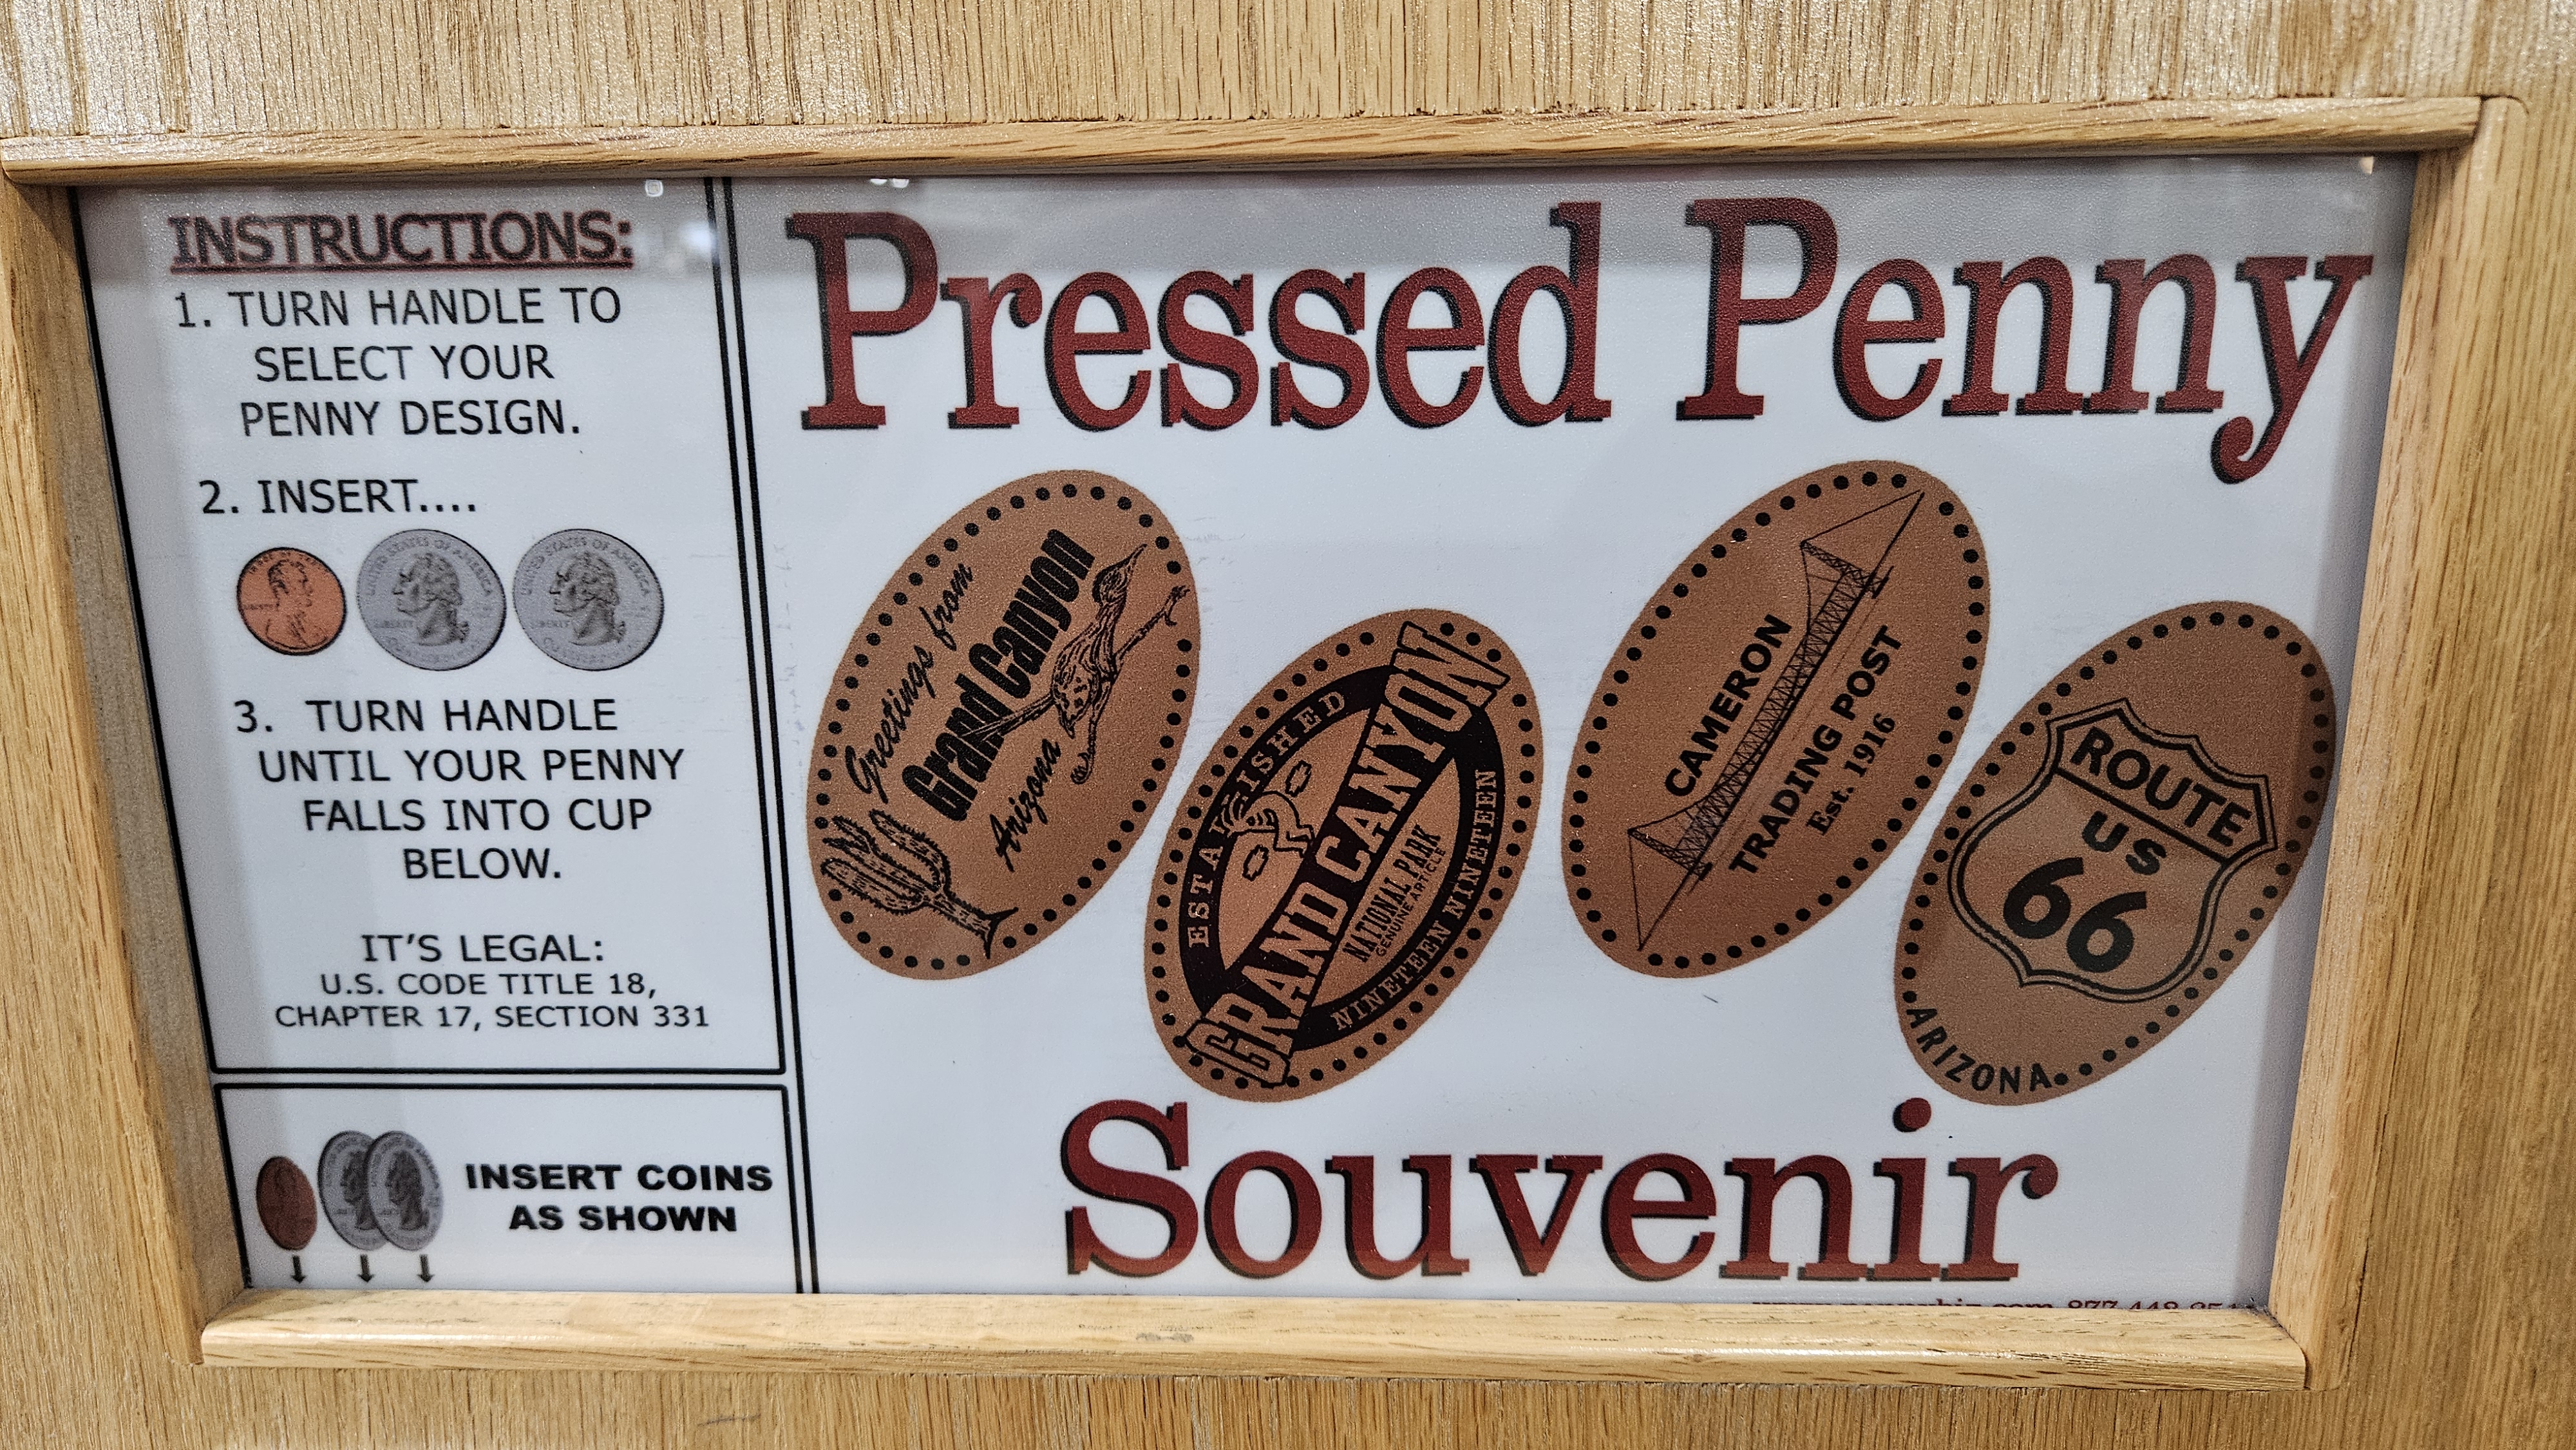 INSTRUCTIONS:
1. TURN HANDLE TO
SELECT YOUR
PENNY DESIGN.
2. INSERT....
3. TURN HANDLE
UNTIL YOUR PENNY
FALLS INTO CUP
BELOW.
IT'S LEGAL:
U.S. CODE TITLE 18,
CHAPTER 17, SECTION 331
INSERT COINS
AS SHOWN
Pressed Penny
Greetings from
Grand Canyon
Arizona
ESTABLISHED
GRAND CANYON
NATIONAL PARK
GENUINE ARTICLE
NINETEEN NINETEEN
CAMERON
TRADING POST
Est. 1916
ROUTE
US
66
ARIZONA
Souvenir